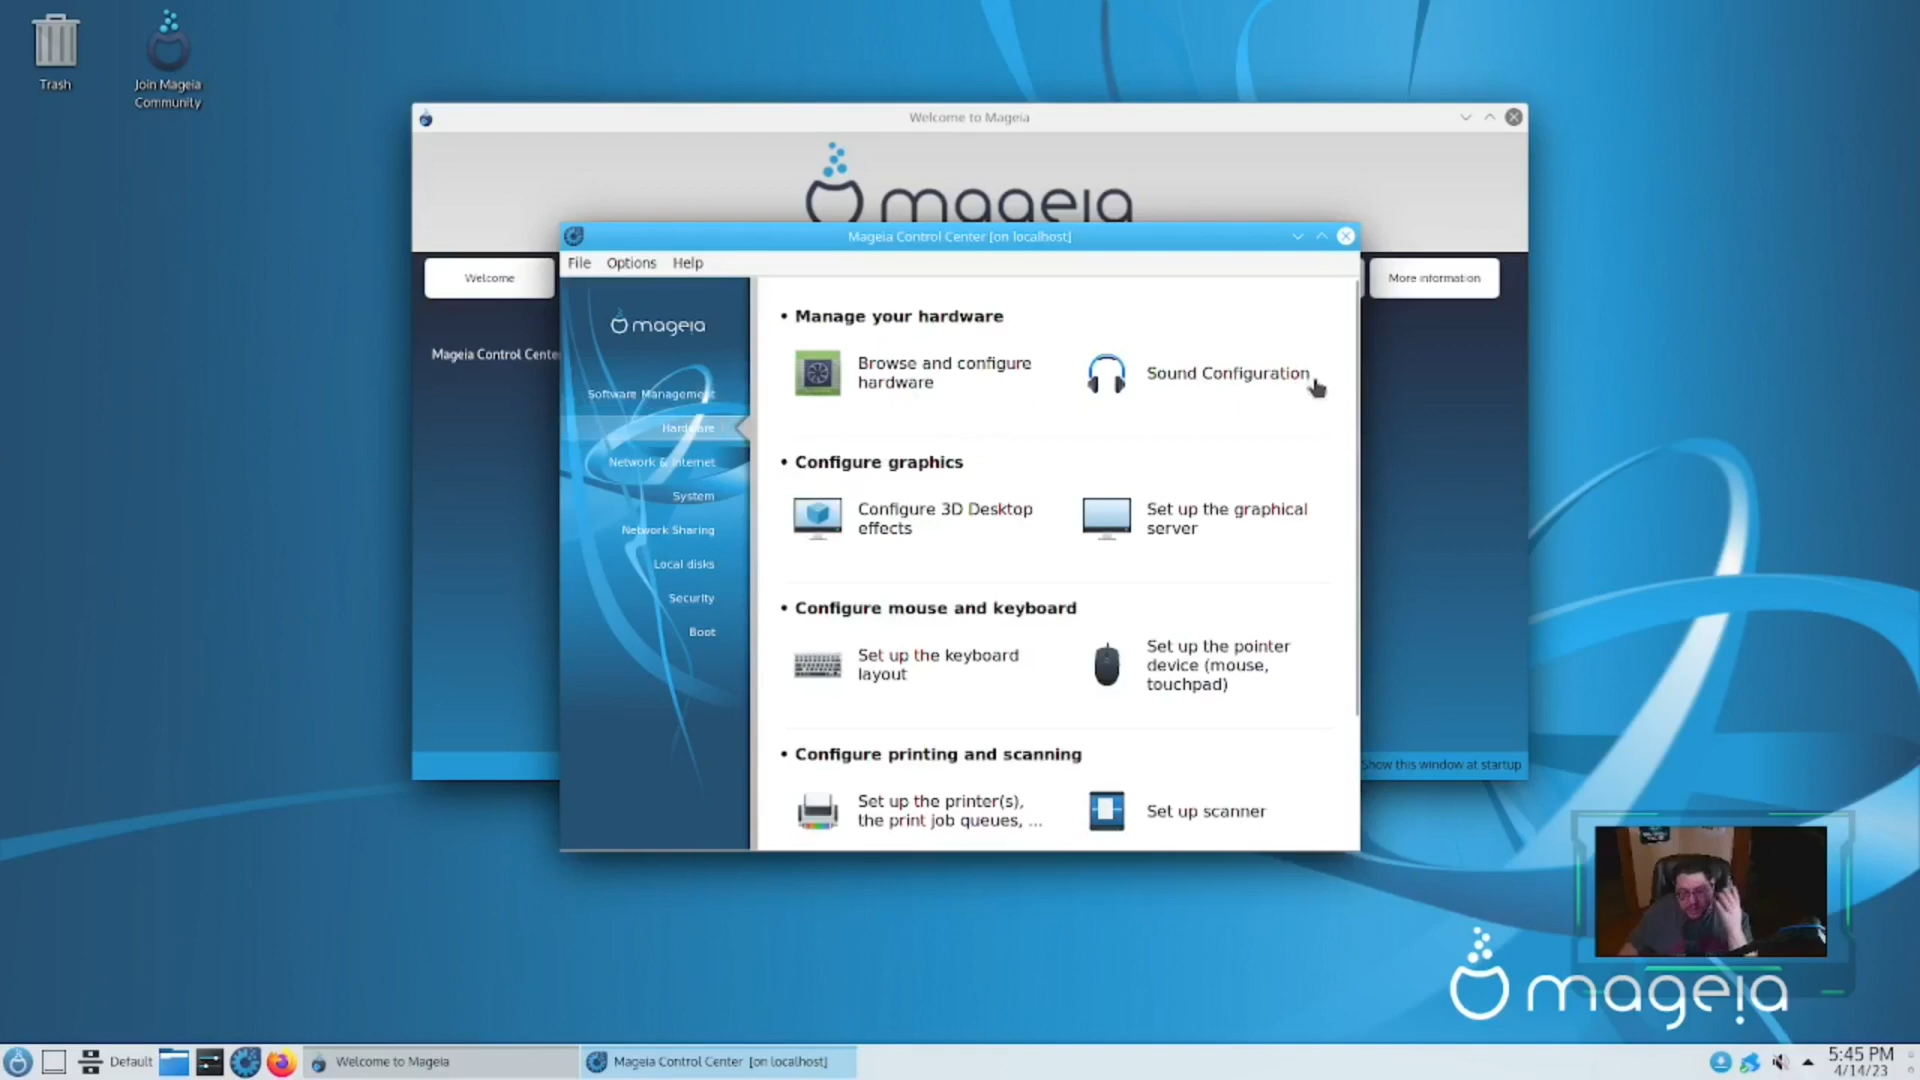 Trash
Join Mageia
Community
Welcome to Mageia
mageia
Welcome
More information
Mageia Control Cente
Show this window at startup
Mageia Control Center [on localhost]
File Options Help
mageia
Software Management
Hardware
Network & Internet
System
Network Sharing
Local disks
Security
Boot
• Manage your hardware
Browse and configure
hardware
Sound Configuration
• Configure graphics
Configure 3D Desktop
effects
Set up the graphical
server
• Configure mouse and keyboard
Set up the keyboard
layout
Set up the pointer
device (mouse,
touchpad)
• Configure printing and scanning
Set up the printer(s),
the print job queues, ...
Set up scanner
mageia
Default
Welcome to Mageia
Mageia Control Center [on localhost]
5:45 PM
4/14/23